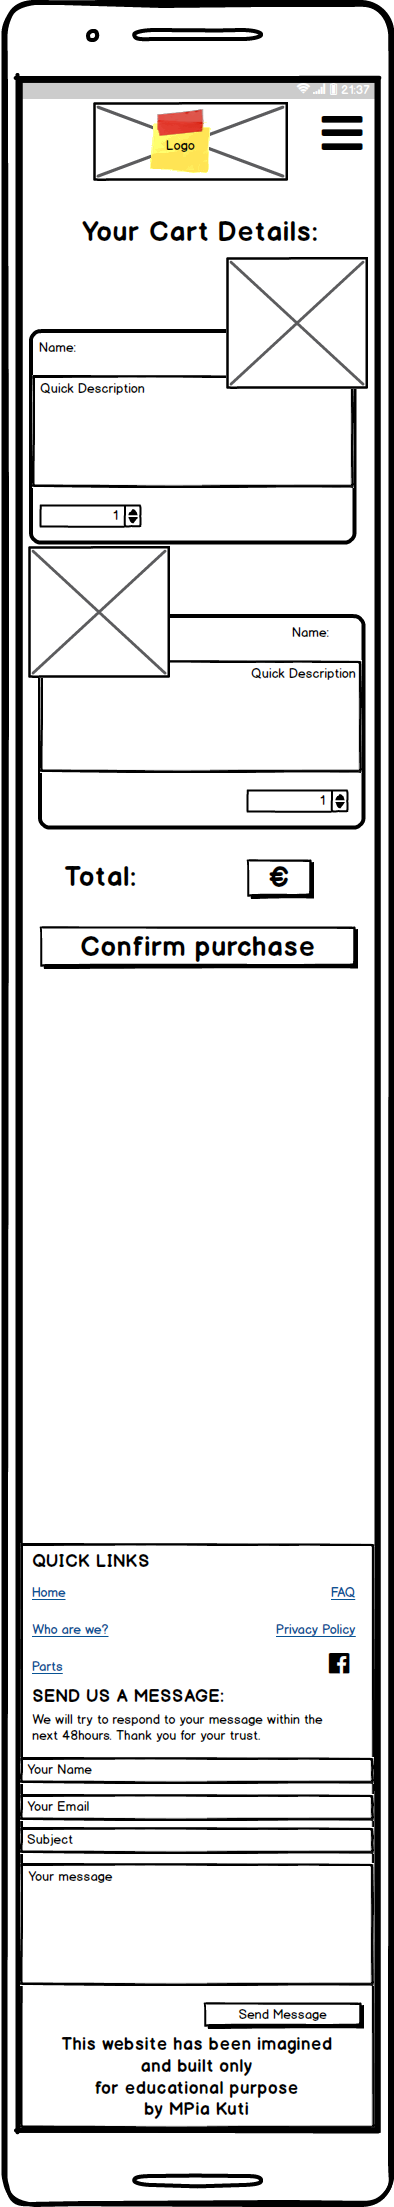 21:37
Logo
Your Cart Details:
Name:
Quick Description
1
Name:
Quick Description
1
Total: €
Confirm purchase
QUICK LINKS
Home FAQ
Who are we? Privacy Policy
Parts
SEND US A MESSAGE:
We will try to respond to your message within the
next 48hours. Thank you for your trust.
Your Name
Your Email
Subject
Your message
Send Message
This website has been imagined
and built only
for educational purpose
by MPia Kuti